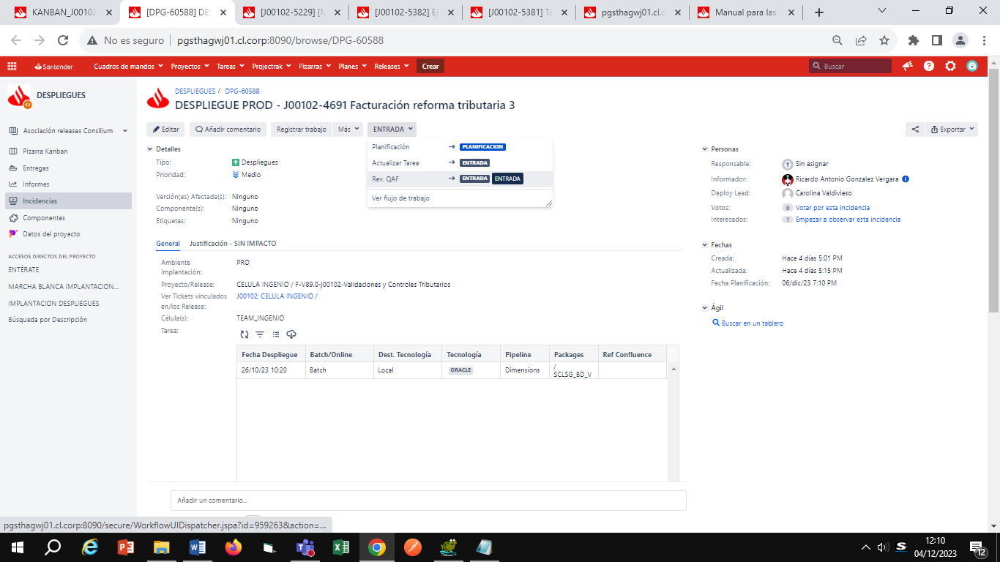 KANBAN_J00102
[DPG-60588] DE
[J00102-5229] [M
[J00102-5382] Ej
[J00102-5381] Te
pgsthagwj01.cl.c
Manual para las
No es seguro
pgsthagwj01.cl.corp:8090/browse/DPG-60588
Santander
Cuadros de mandos
Proyectos
Tareas
Projectrak
Pizarras
Planes
Releases
Crear
Buscar
DESPLIEGUES
Asociación releases Consilium
Pizarra Kanban
Entregas
Informes
Incidencias
Componentes
Datos del proyecto
ACCESOS DIRECTOS DEL PROYECTO
ENTÉRATE
MARCHA BLANCA IMPLANTACION...
IMPLANTACION DESPLIEGUES
Búsqueda por Descripción
DESPLIEGUES / DPG-60588
DESPLIEGUE PROD - J00102-4691 Facturación reforma tributaria 3
Editar
Añadir comentario
Registrar trabajo
Más
ENTRADA
Exportar
Planificación → PLANIFICACION
Actualizar Tarea → ENTRADA
Rev. QAF → ENTRADA ENTRADA
Ver flujo de trabajo
Detalles
Tipo: Despliegues
Prioridad: Medio
Versión(es) Afectada(s): Ninguno
Componente(s): Ninguno
Etiquetas: Ninguno
General
Justificación - SIN IMPACTO
Ambiente Implantación: PRO
Proyecto/Release: CELULA INGENIO / F-V89.0-j00102-Validaciones y Controles Tributarios
Ver Tickets vinculados en/los Release: J00102: CELULA INGENIO /
Célula(s): TEAM_INGENIO
Tarea:
Fecha Despliegue Batch/Online Dest. Tecnología Tecnología Pipeline Packages Ref Confluence
26/10/23 10:20 Batch Local ORACLE Dimensions / SCLSG_BD_V
Añadir un comentario...
Personas
Responsable: Sin asignar
Informador: Ricardo Antonio Gonzalez Vergara
Deploy Lead: Carolina Valdivieso
Votos: 0 Votar por esta incidencia
Interesados: 1 Empezar a observar esta incidencia
Fechas
Creada: Hace 4 días 5:01 PM
Actualizada: Hace 4 días 5:15 PM
Fecha Planificación: 06/dic/23 7:10 PM
Ágil
Buscar en un tablero
pgsthagwj01.cl.corp:8090/secure/WorkflowUIDispatcher.jspa?id=959263&action=...
12:10
04/12/2023
12